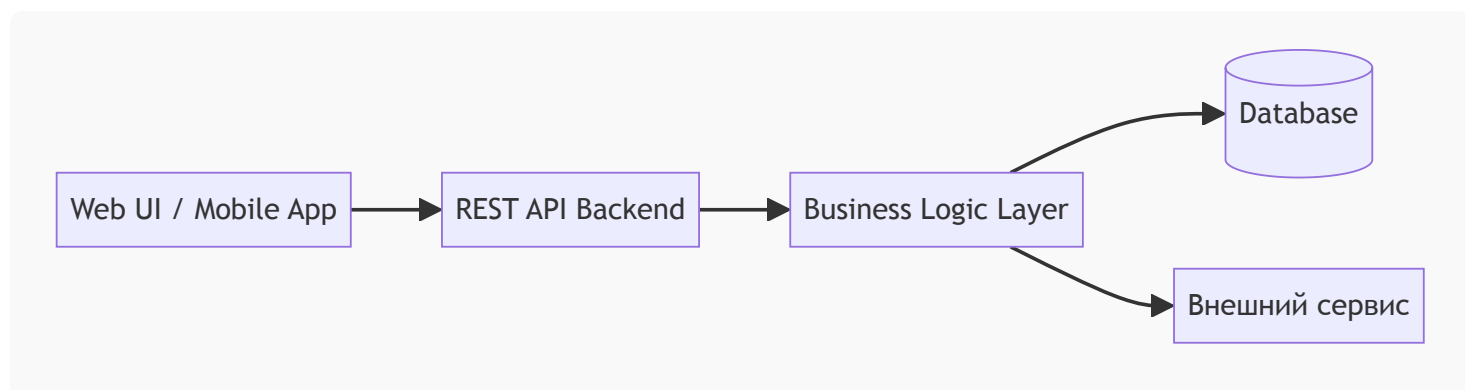 Web UI / Mobile App
REST API Backend
Business Logic Layer
Database
Внешний сервис